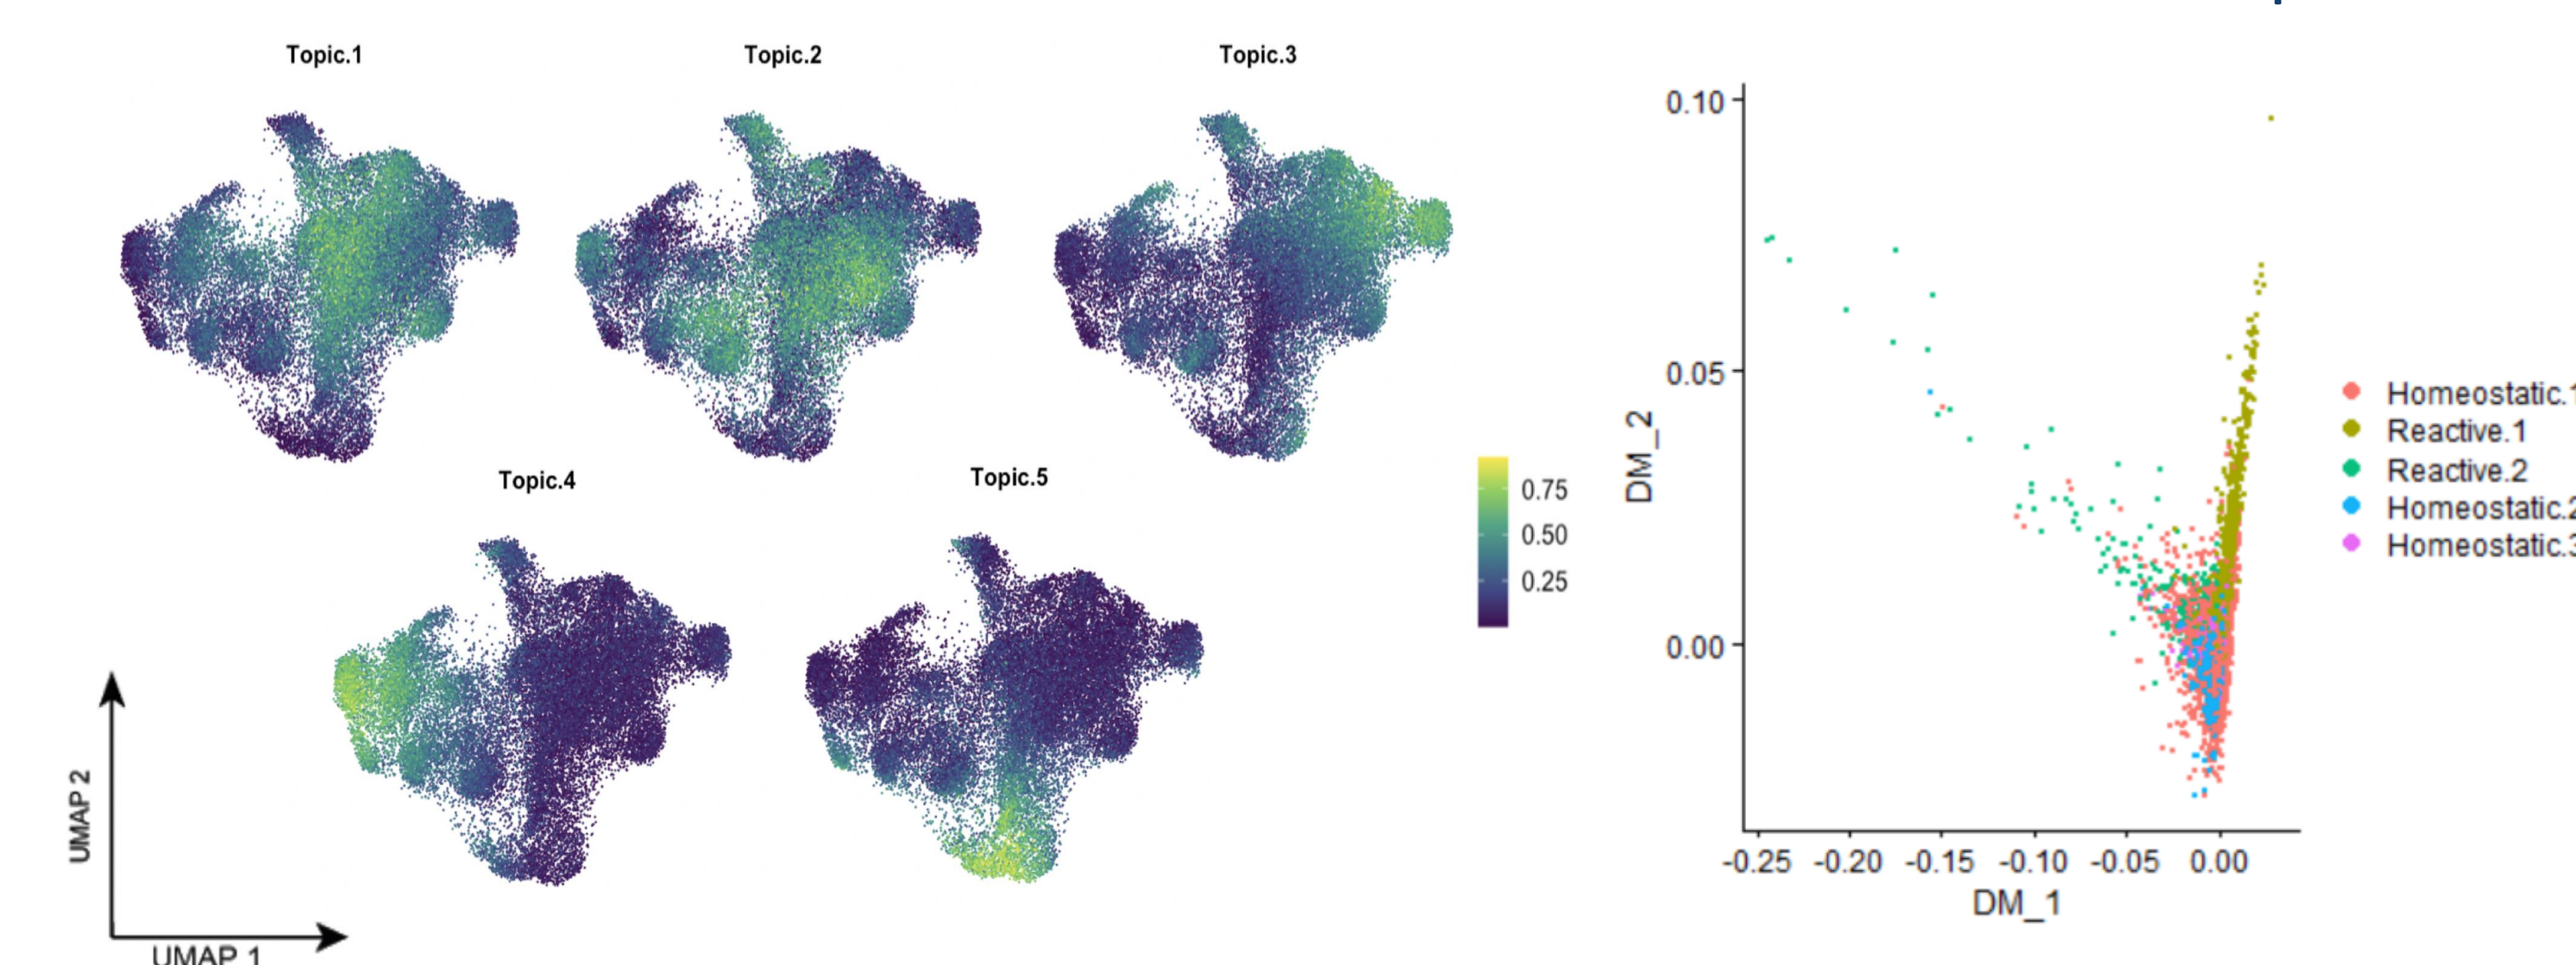 Topic.1
Topic.2
Topic.3
Topic.4
Topic.5
0.75
0.50
0.25
UMAP 2
UMAP 1
0.10
0.05
0.00
DM_2
-0.25 -0.20 -0.15 -0.10 -0.05 0.00
DM_1
Homeostatic.1
Reactive.1
Reactive.2
Homeostatic.2
Homeostatic.3